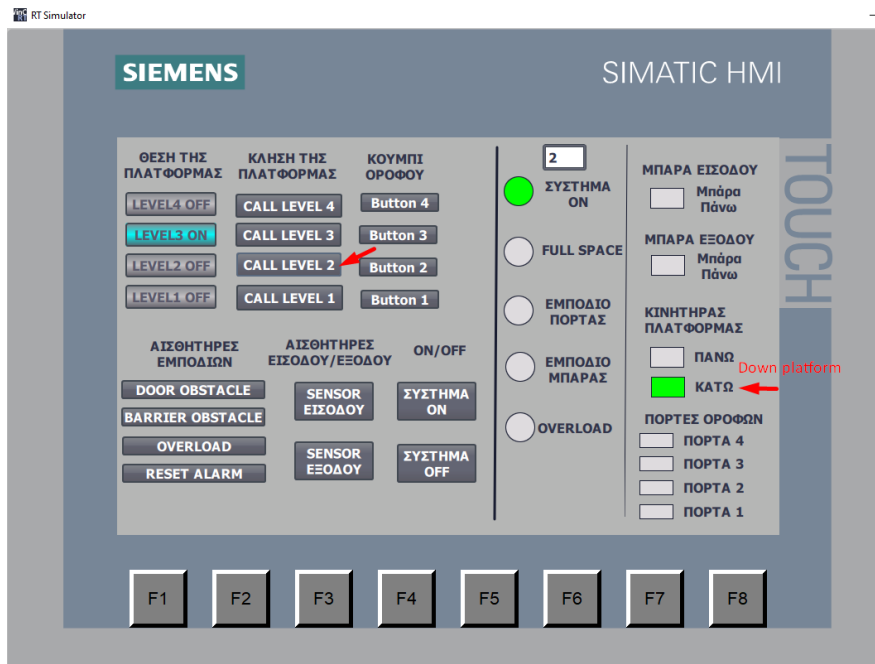 RT Simulator
SIEMENS
SIMATIC HMI
TOUCH
ΘΕΣΗ ΤΗΣ
ΠΛΑΤΦΟΡΜΑΣ
ΚΛΗΣΗ ΤΗΣ
ΠΛΑΤΦΟΡΜΑΣ
ΚΟΥΜΠΙ
ΟΡΟΦΟΥ
LEVEL4 OFF
CALL LEVEL 4
Button 4
LEVEL3 ON
CALL LEVEL 3
Button 3
LEVEL2 OFF
CALL LEVEL 2
Button 2
LEVEL1 OFF
CALL LEVEL 1
Button 1
ΑΙΣΘΗΤΗΡΕΣ
ΕΜΠΟΔΙΩΝ
ΑΙΣΘΗΤΗΡΕΣ
ΕΙΣΟΔΟΥ/ΕΞΟΔΟΥ
ON/OFF
DOOR OBSTACLE
BARRIER OBSTACLE
OVERLOAD
RESET ALARM
SENSOR
ΕΙΣΟΔΟΥ
SENSOR
ΕΞΟΔΟΥ
ΣΥΣΤΗΜΑ
ON
ΣΥΣΤΗΜΑ
OFF
2
ΣΥΣΤΗΜΑ
ON
FULL SPACE
ΕΜΠΟΔΙΟ
ΠΟΡΤΑΣ
ΕΜΠΟΔΙΟ
ΜΠΑΡΑΣ
OVERLOAD
ΜΠΑΡΑ ΕΙΣΟΔΟΥ
Μπάρα
Πάνω
ΜΠΑΡΑ ΕΞΟΔΟΥ
Μπάρα
Πάνω
ΚΙΝΗΤΗΡΑΣ
ΠΛΑΤΦΟΡΜΑΣ
ΠΑΝΩ
Down platform
ΚΑΤΩ
ΠΟΡΤΕΣ ΟΡΟΦΩΝ
ΠΟΡΤΑ 4
ΠΟΡΤΑ 3
ΠΟΡΤΑ 2
ΠΟΡΤΑ 1
F1
F2
F3
F4
F5
F6
F7
F8